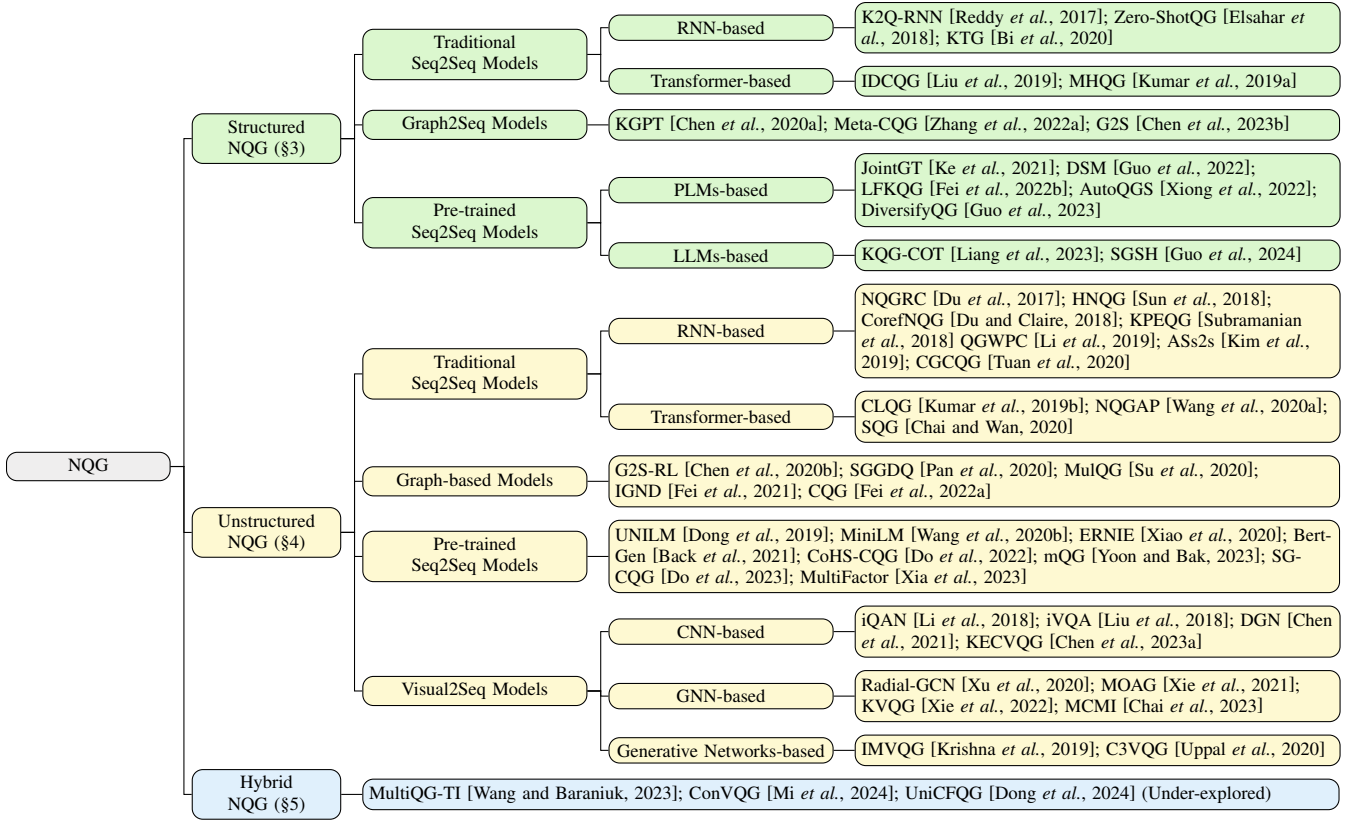 K2Q-RNN [Reddy et al., 2017]; Zero-ShotQG [Elsahar et
al., 2018]; KTG [Bi et al., 2020]
RNN-based
Traditional
Seq2Seq Models
Transformer-based
IDCQG [Liu et al., 2019]; MHQG [Kumar et al., 2019a]
Structured
NQG (§3)
Graph2Seq Models
KGPT [Chen et al., 2020a]; Meta-CQG [Zhang et al., 2022a]; G2S [Chen et al., 2023b]
PLMs-based
JointGT [Ke et al., 2021]; DSM [Guo et al., 2022];
LFKQG [Fei et al., 2022b]; AutoQGS [Xiong et al., 2022];
DiversifyQG [Guo et al., 2023]
Pre-trained
Seq2Seq Models
LLMs-based
KQG-COT [Liang et al., 2023]; SGSH [Guo et al., 2024]
RNN-based
NQGRC [Du et al., 2017]; HNQG [Sun et al., 2018];
CorefNQG [Du and Claire, 2018]; KPEQG [Subramanian
et al., 2018] QGWPC [Li et al., 2019]; ASs2s [Kim et al.,
2019]; CGCQG [Tuan et al., 2020]
Traditional
Seq2Seq Models
Transformer-based
CLQG [Kumar et al., 2019b]; NQGAP [Wang et al., 2020a];
SQG [Chai and Wan, 2020]
NQG
Graph-based Models
G2S-RL [Chen et al., 2020b]; SGGDQ [Pan et al., 2020]; MulQG [Su et al., 2020];
IGND [Fei et al., 2021]; CQG [Fei et al., 2022a]
Unstructured
NQG (§4)
Pre-trained
Seq2Seq Models
UNILM [Dong et al., 2019]; MiniLM [Wang et al., 2020b]; ERNIE [Xiao et al., 2020]; Bert-
Gen [Back et al., 2021]; CoHS-CQG [Do et al., 2022]; mQG [Yoon and Bak, 2023]; SG-
CQG [Do et al., 2023]; MultiFactor [Xia et al., 2023]
CNN-based
iQAN [Li et al., 2018]; iVQA [Liu et al., 2018]; DGN [Chen
et al., 2021]; KECVQG [Chen et al., 2023a]
Visual2Seq Models
GNN-based
Radial-GCN [Xu et al., 2020]; MOAG [Xie et al., 2021];
KVQG [Xie et al., 2022]; MCMI [Chai et al., 2023]
Generative Networks-based
IMVQG [Krishna et al., 2019]; C3VQG [Uppal et al., 2020]
Hybrid
NQG (§5)
MultiQG-TI [Wang and Baraniuk, 2023]; ConVQG [Mi et al., 2024]; UniCFQG [Dong et al., 2024] (Under-explored)